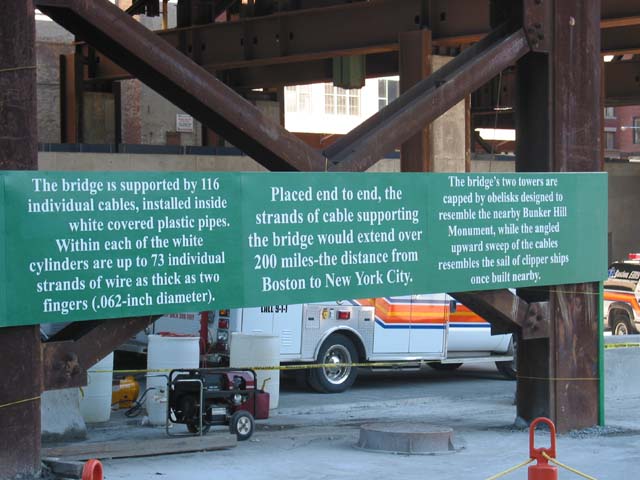 The bridge is supported by 116
individual cables, installed inside
white covered plastic pipes.
Within each of the white
cylinders are up to 73 individual
strands of wire as thick as two
fingers (.062-inch diameter).
Placed end to end, the
strands of cable supporting
the bridge would extend over
200 miles-the distance from
Boston to New York City.
The bridge's two towers are
capped by obelisks designed to
resemble the nearby Bunker Hill
Monument, while the angled
upward sweep of the cables
resembles the sail of clipper ships
once built nearby.
CALL 9-1-1